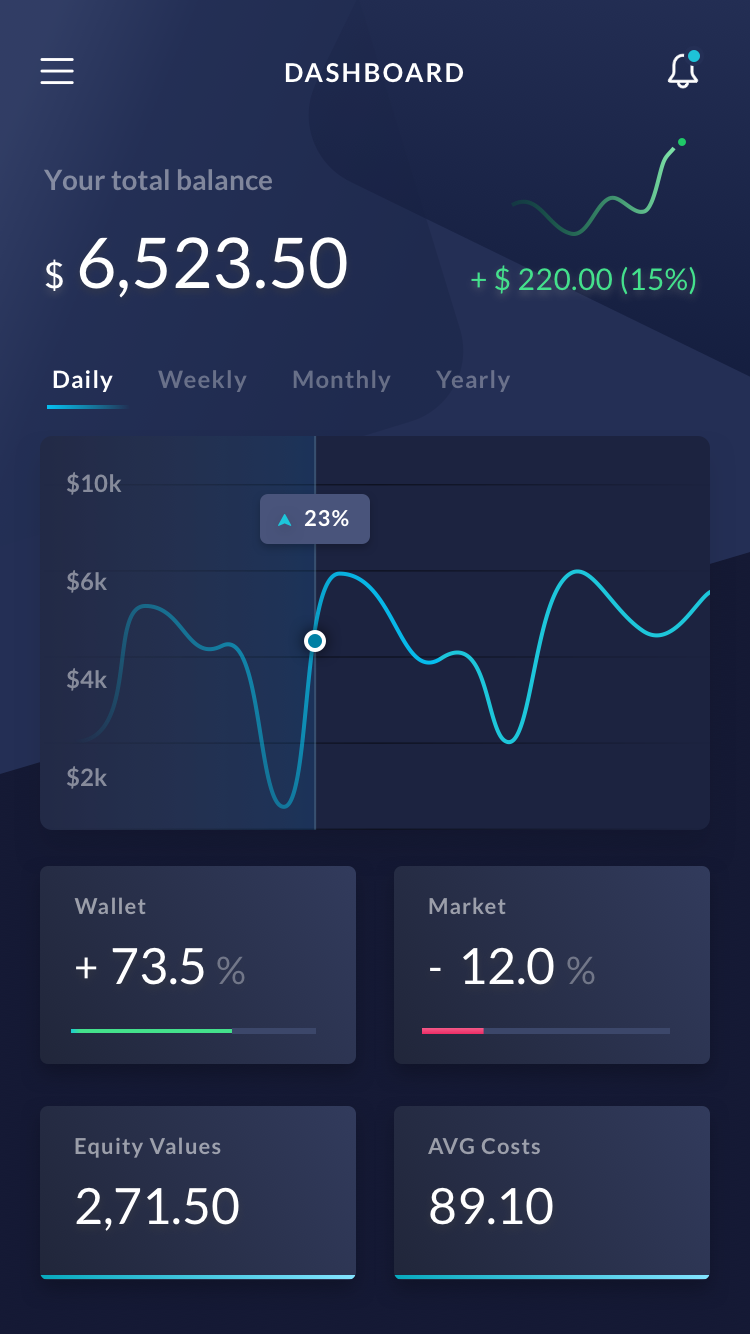 DASHBOARD
Your total balance
$ 6,523.50
+ $ 220.00 (15%)
Daily Weekly Monthly Yearly
$10k
23%
$6k
$4k
$2k
Wallet
+ 73.5 %
Market
- 12.0 %
Equity Values
2,71.50
AVG Costs
89.10